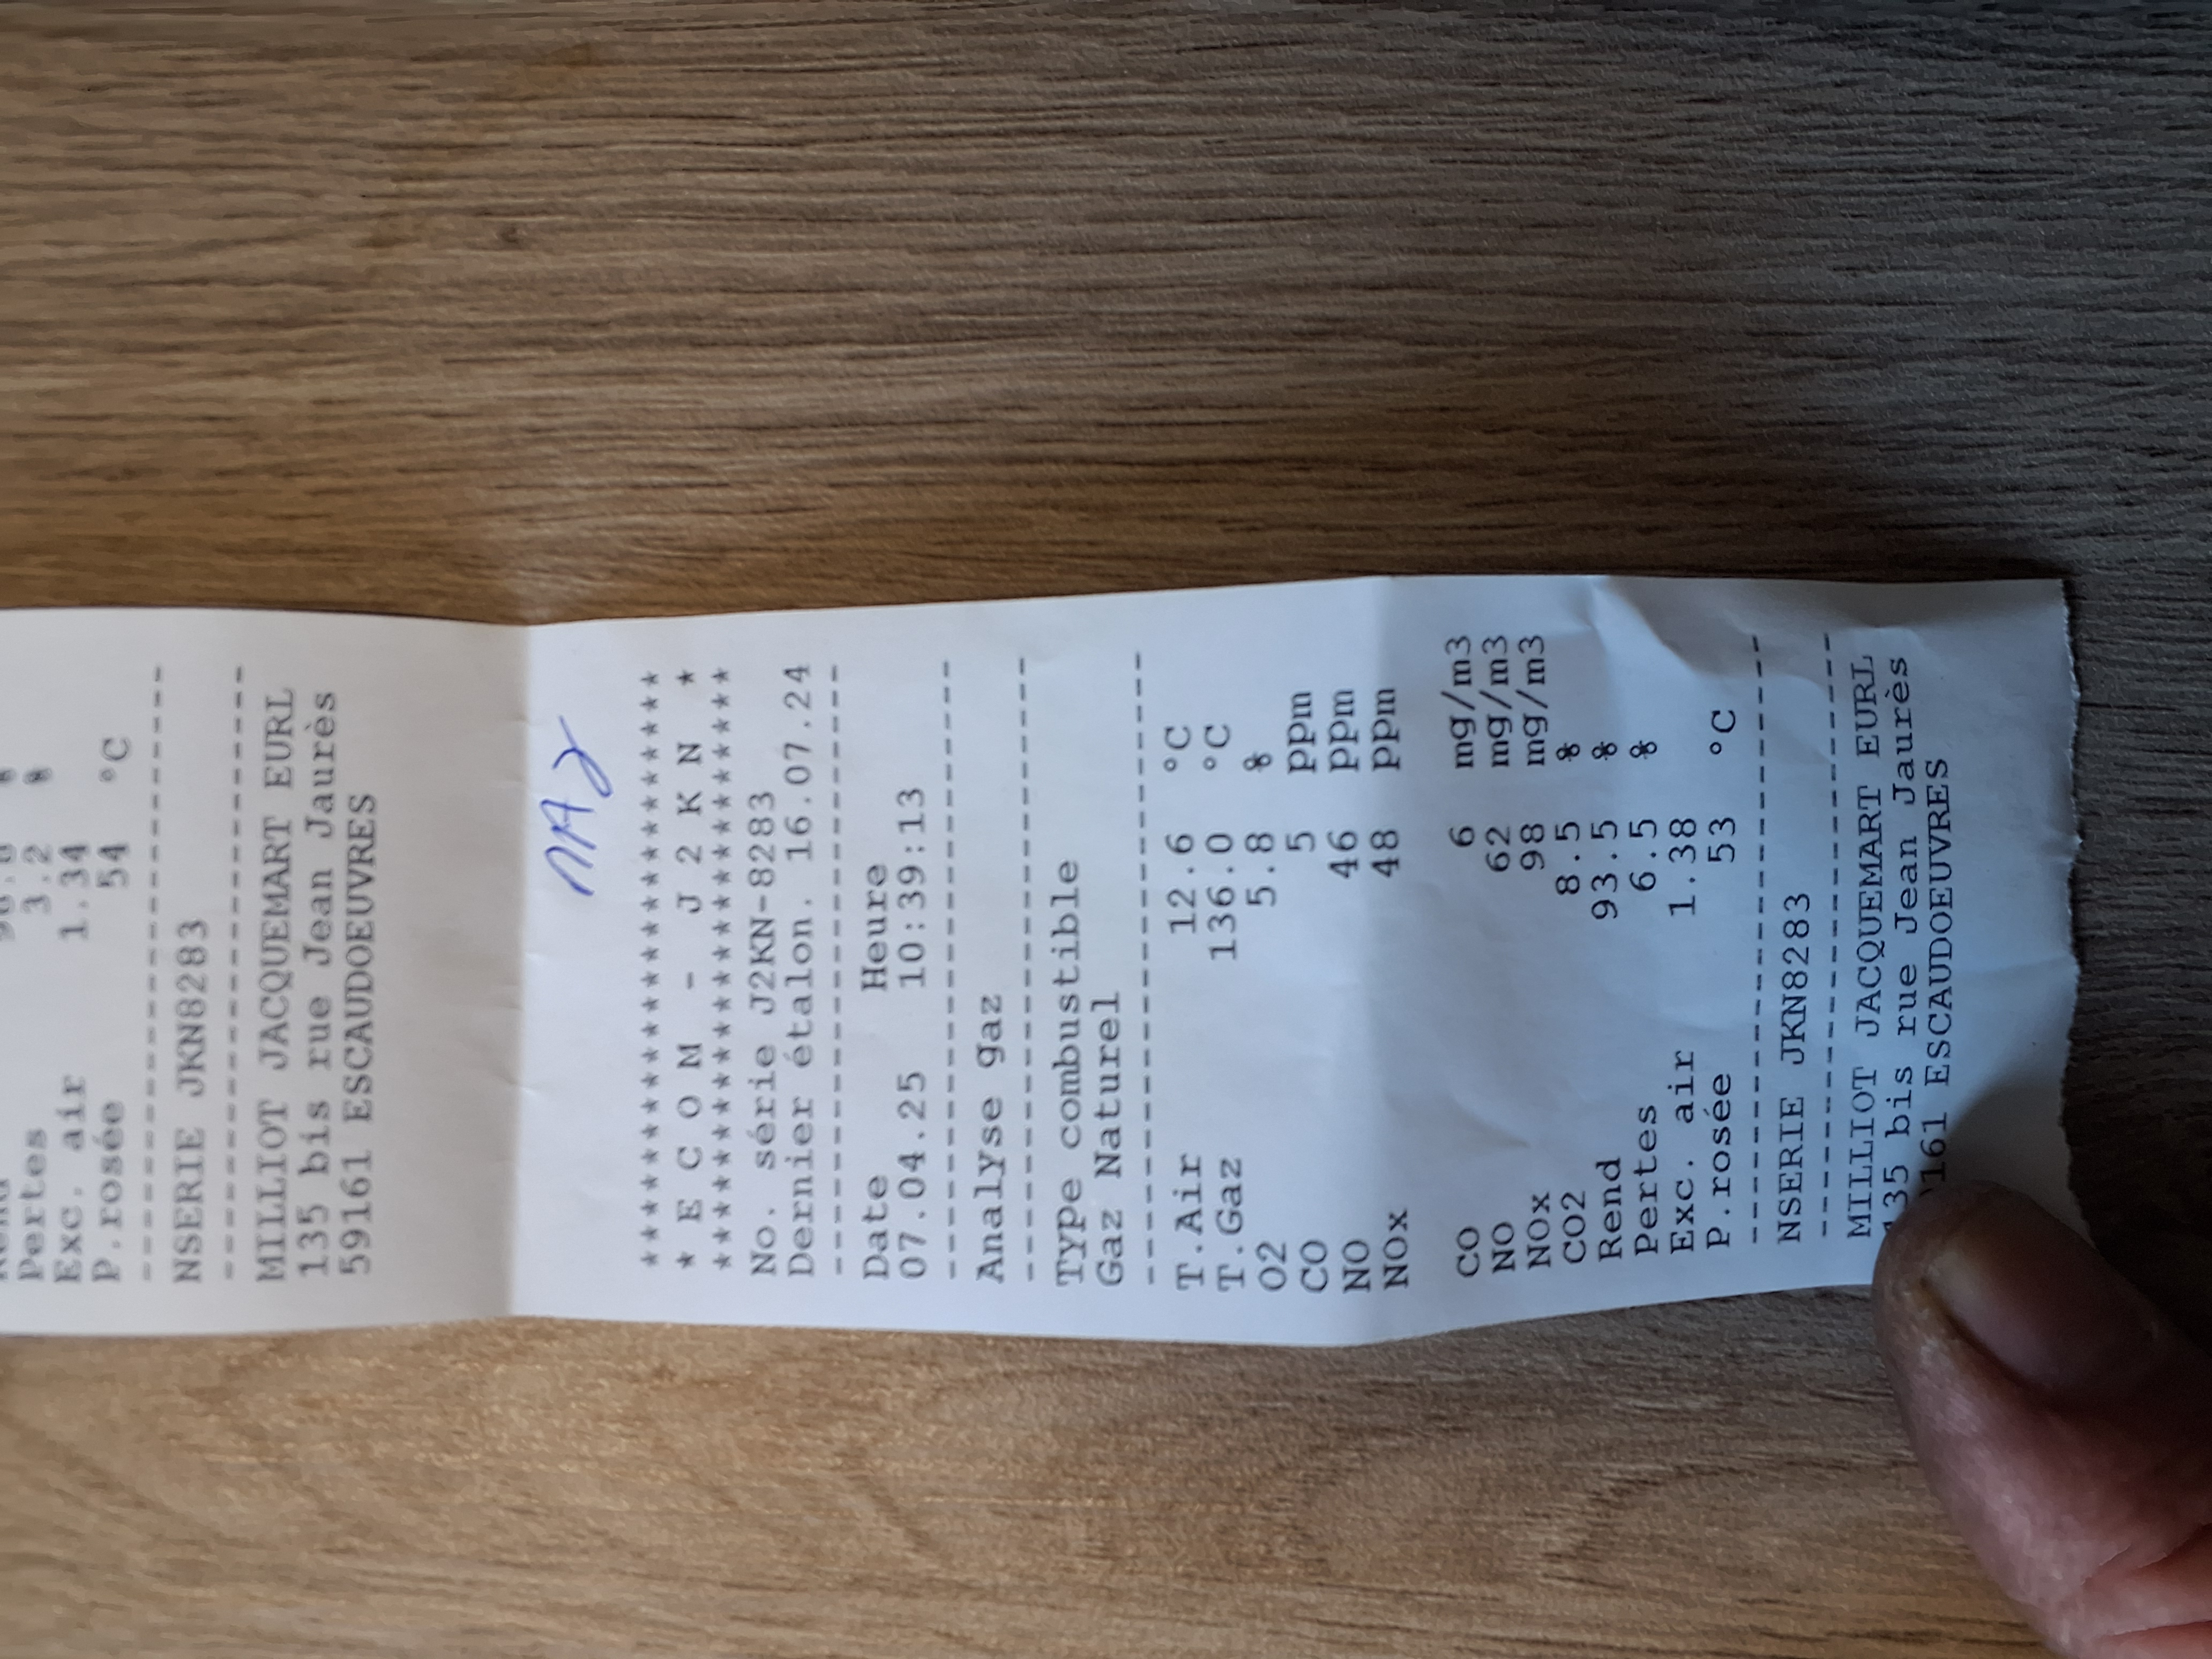 Pertes 3.2 %
Exc. air 1.34
P.rosée 54 °C
------------------------
NSERIE JKN8283
------------------------
MILLIOT JACQUEMART EURL
135 bis rue Jean Jaurès
59161 ESCAUDOEUVRES
************************
* E C O M - J 2 K N *
************************
No. série J2KN-8283
Dernier étalon. 16.07.24
------------------------
Date Heure
07.04.25 10:39:13
------------------------
Analyse gaz
------------------------
Type combustible
Gaz Naturel
------------------------
T.Air 12.6 °C
T.Gaz 136.0 °C
O2 5.8 %
CO 5 ppm
NO 46 ppm
NOx 48 ppm
CO 6 mg/m3
NO 62 mg/m3
NOx 98 mg/m3
CO2 8.5 %
Rend 93.5 %
Pertes 6.5 %
Exc. air 1.38
P.rosée 53 °C
------------------------
NSERIE JKN8283
------------------------
MILLIOT JACQUEMART EURL
135 bis rue Jean Jaurès
161 ESCAUDOEUVRES